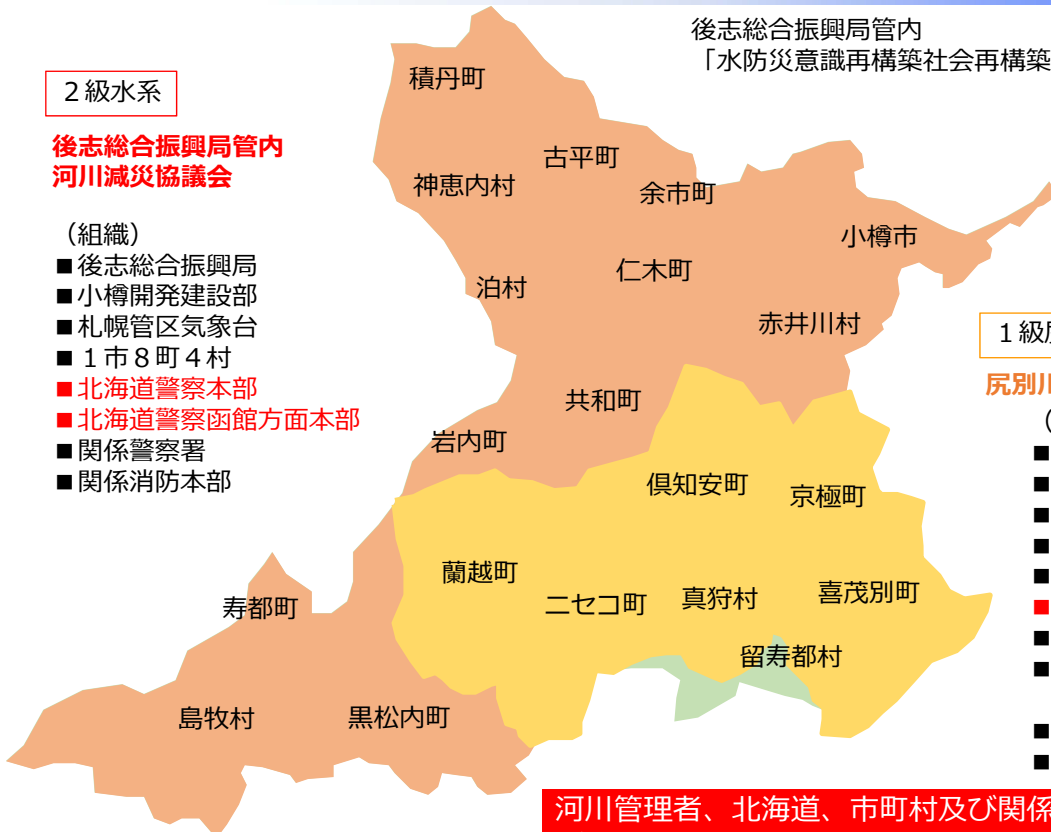 後志総合振興局管内
「水防災意識再構築社会再構築
２級水系
後志総合振興局管内
河川減災協議会
（組織）
■後志総合振興局
■小樽開発建設部
■札幌管区気象台
■１市８町４村
■北海道警察本部
■北海道警察函館方面本部
■関係警察署
■関係消防本部
積丹町
古平町
神恵内村
余市町
小樽市
仁木町
泊村
赤井川村
共和町
岩内町
倶知安町
京極町
蘭越町
ニセコ町
真狩村
喜茂別町
寿都町
留寿都村
島牧村
黒松内町
１級
尻別川
（
■
■
■
■
■
■
■
■
■
■
河川管理者、北海道、市町村及び関係